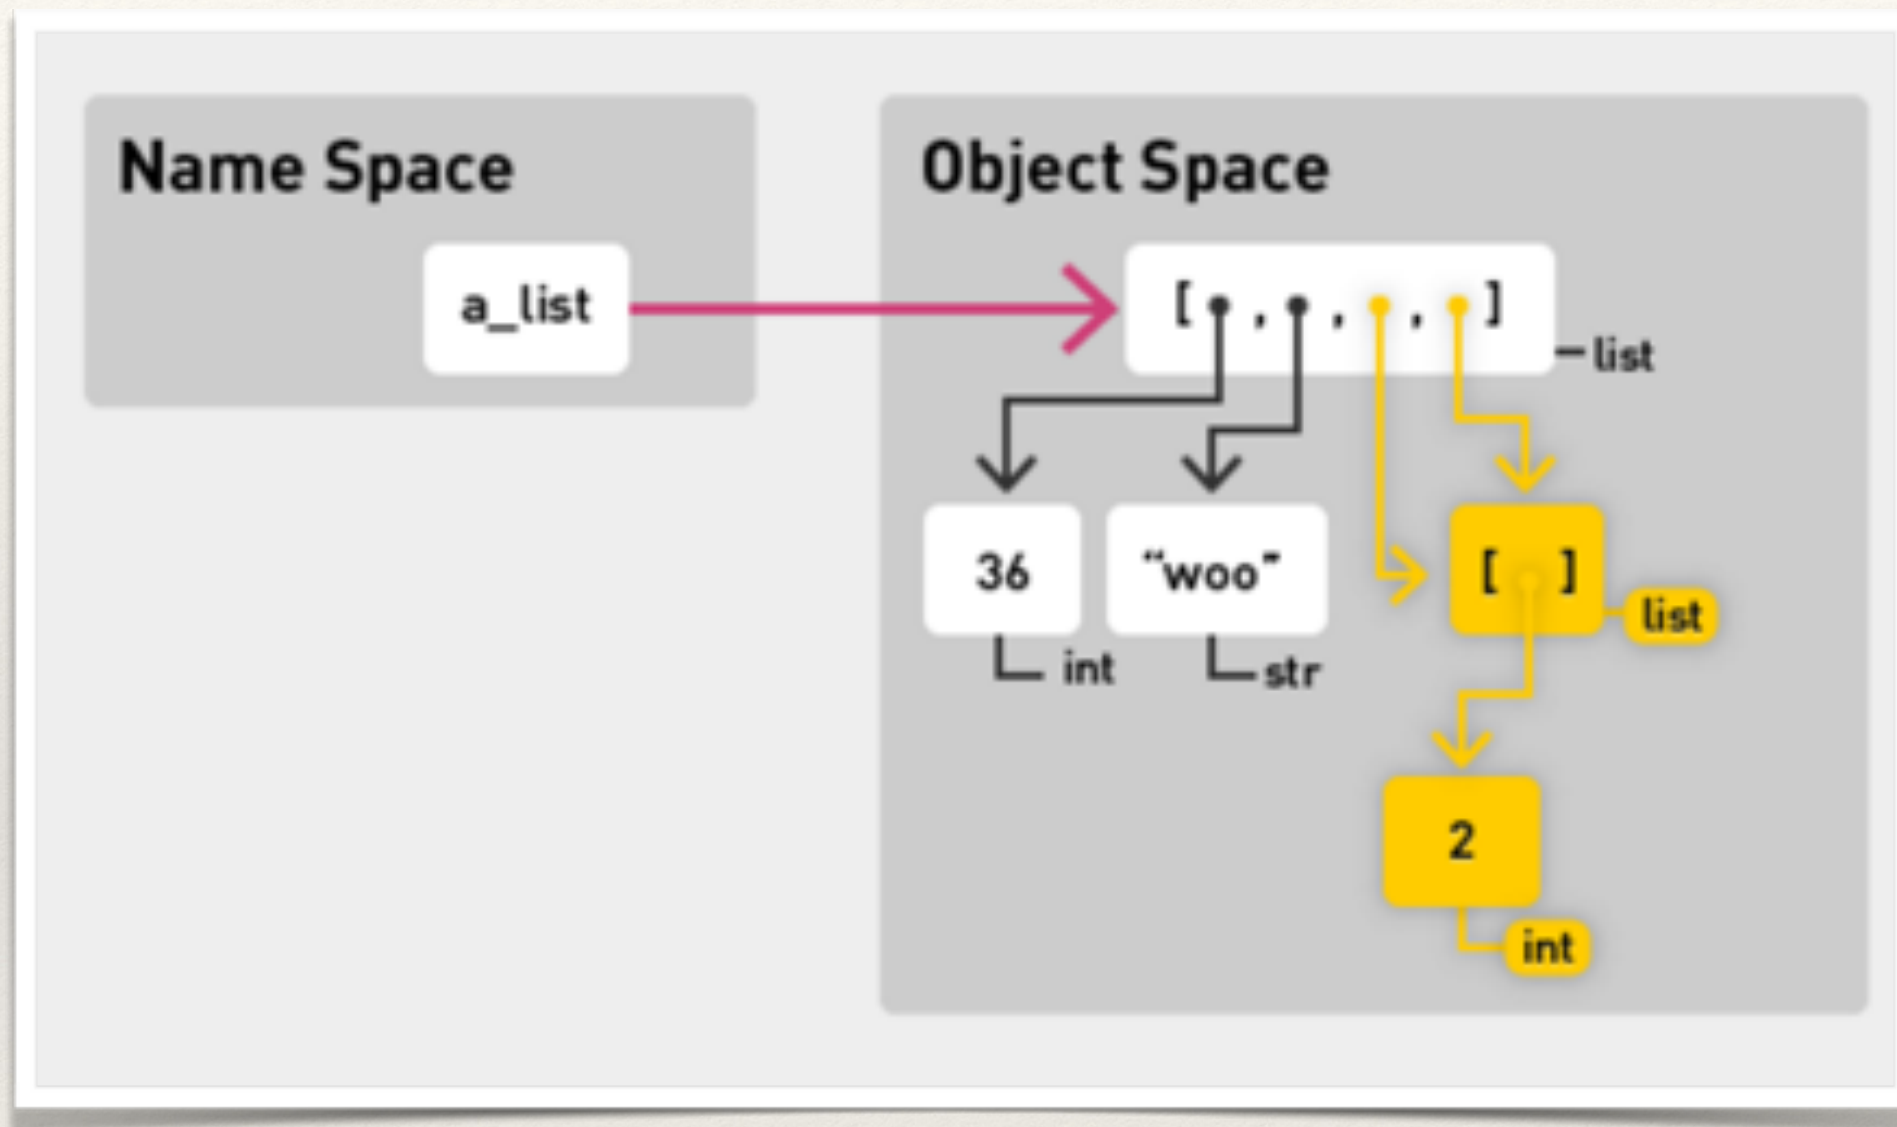 Name Space
a_list
Object Space
[ , , , ]
list
36
“woo”
[ ]
int
str
list
2
int